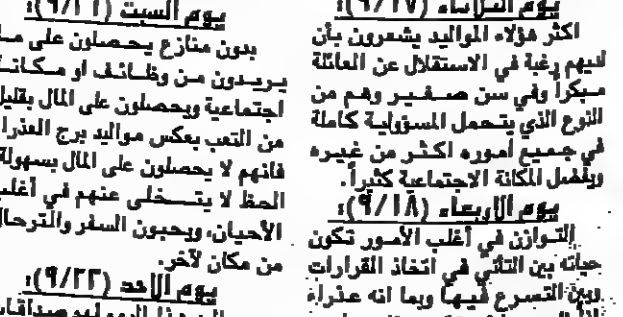 يوم الثلاثاء (٩/١٧):
اكثر هؤلاء المواليد يشعرون بأن
لديهم رغبة في الاستقلال عن العائلة
مبكراً وفي سن صغير وهم من
النوع الذي يتحمل المسؤولية كاملة
في جميع اموره اكثر من غيره
ويفضل المكانة الاجتماعية كثيراً.
يوم الاربعاء (٩/١٨):
التوازن في أغلب الأمور تكون
حياته بين التأني في اتخاذ القرارات
وبين التسرع فيها وبما انه عذراء
يوم السبت (٩/٢١):
بدون منازع يحصلون على
يريدون من وظائف او
اجتماعية ويحصلون على المال بقليل
من التعب بعكس مواليد برج العذرا
فانهم لا يحصلون على المال بسهولة
الحظ لا يتخلى عنهم في أغلب
الأحيان، ويحبون السفر والترحال
من مكان لآخر.
يوم الاحد (٩/٢٢):